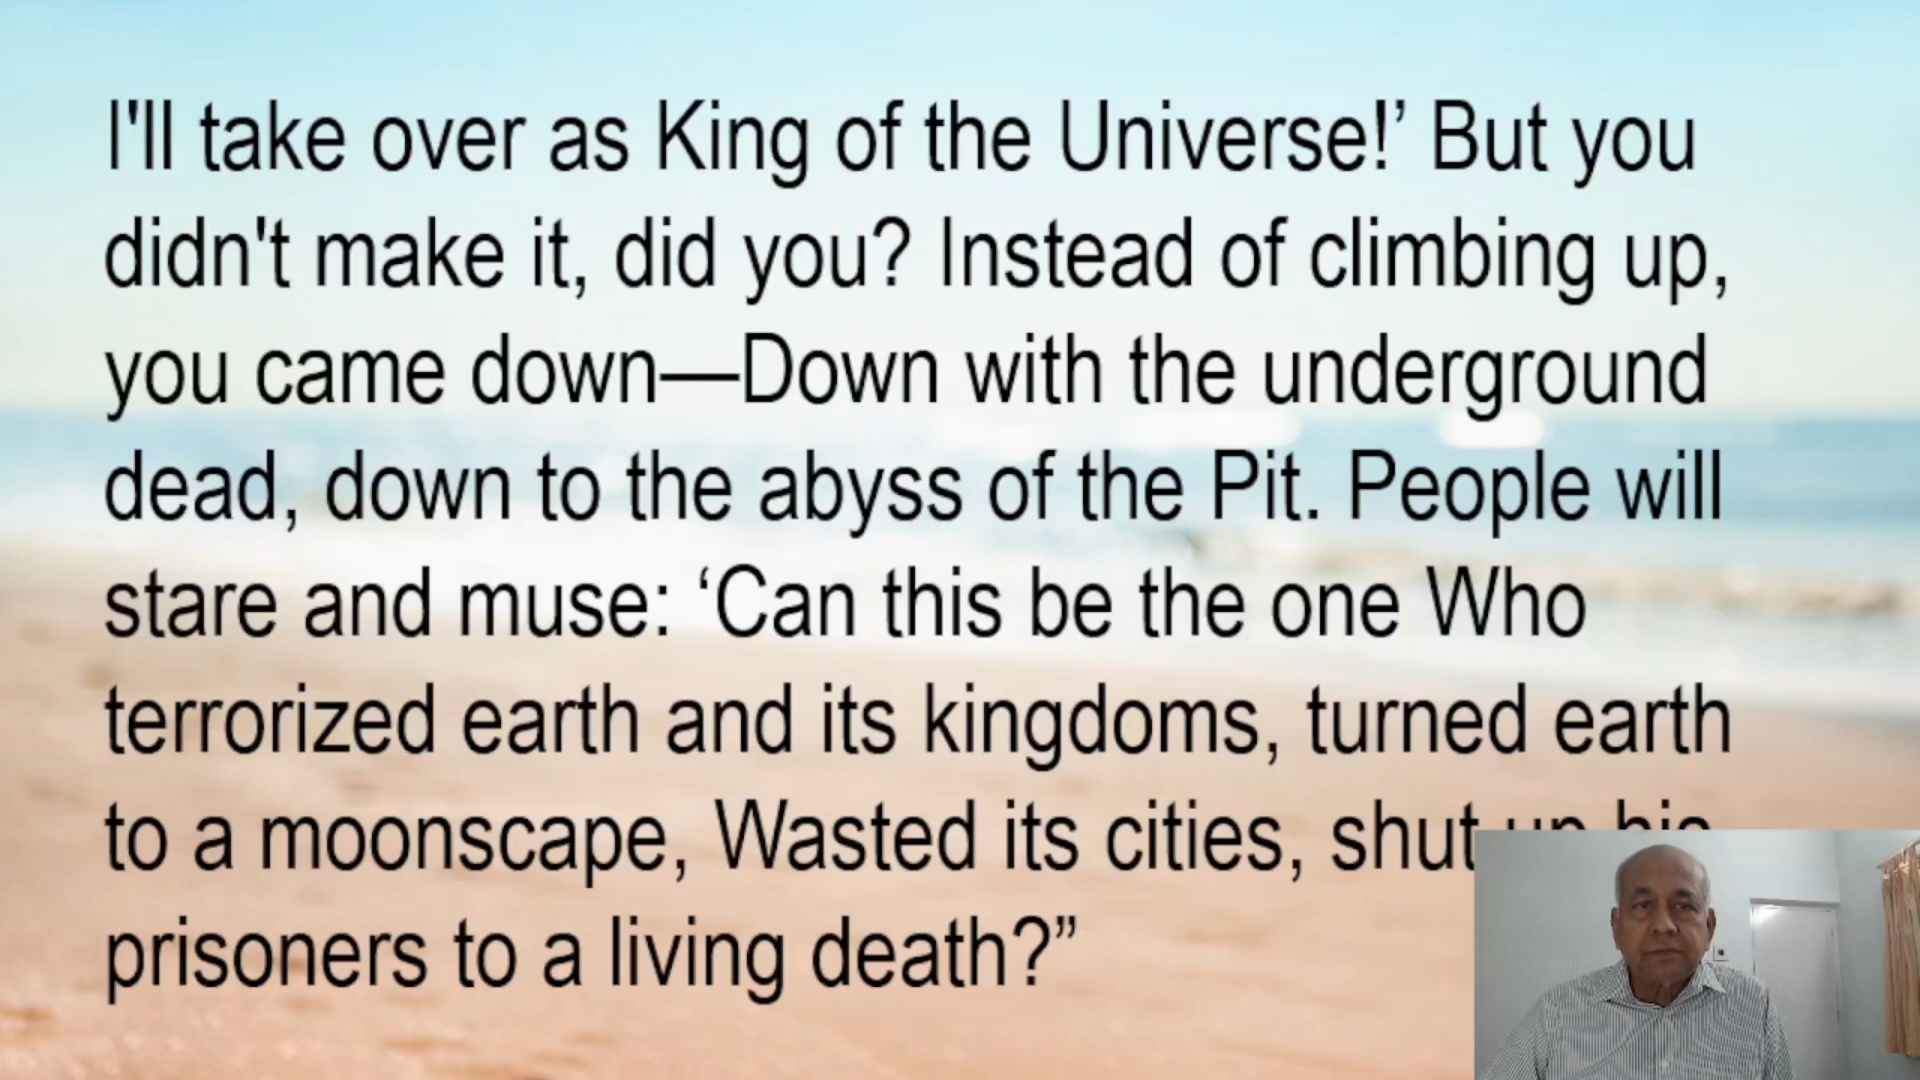 I'll take over as King of the Universe!’ But you
didn't make it, did you? Instead of climbing up,
you came down—Down with the underground
dead, down to the abyss of the Pit. People will
stare and muse: ‘Can this be the one Who
terrorized earth and its kingdoms, turned earth
to a moonscape, Wasted its cities, shut up his
prisoners to a living death?”